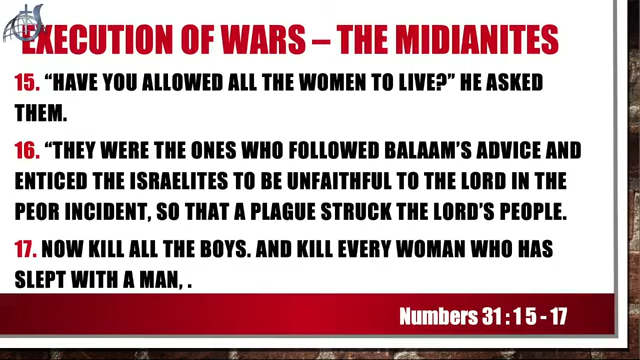 EXECUTION OF WARS – THE MIDIANITES
15. “HAVE YOU ALLOWED ALL THE WOMEN TO LIVE?” HE ASKED
THEM.
16. “THEY WERE THE ONES WHO FOLLOWED BALAAM’S ADVICE AND
ENTICED THE ISRAELITES TO BE UNFAITHFUL TO THE LORD IN THE
PEOR INCIDENT, SO THAT A PLAGUE STRUCK THE LORD’S PEOPLE.
17. NOW KILL ALL THE BOYS. AND KILL EVERY WOMAN WHO HAS
SLEPT WITH A MAN, .
Numbers 31:15-17